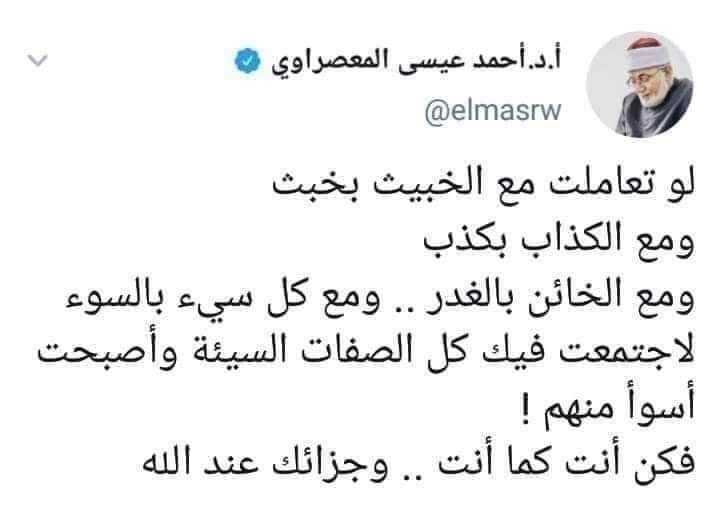 أ.د.أحمد عيسى المعصراوي
@elmasrw
لو تعاملت مع الخبيث بخبث
ومع الكذاب بكذب
ومع الخائن بالغدر .. ومع كل سيء بالسوء
لاجتمعت فيك كل الصفات السيئة وأصبحت
أسوأ منهم !
فكن أنت كما أنت .. وجزائك عند الله